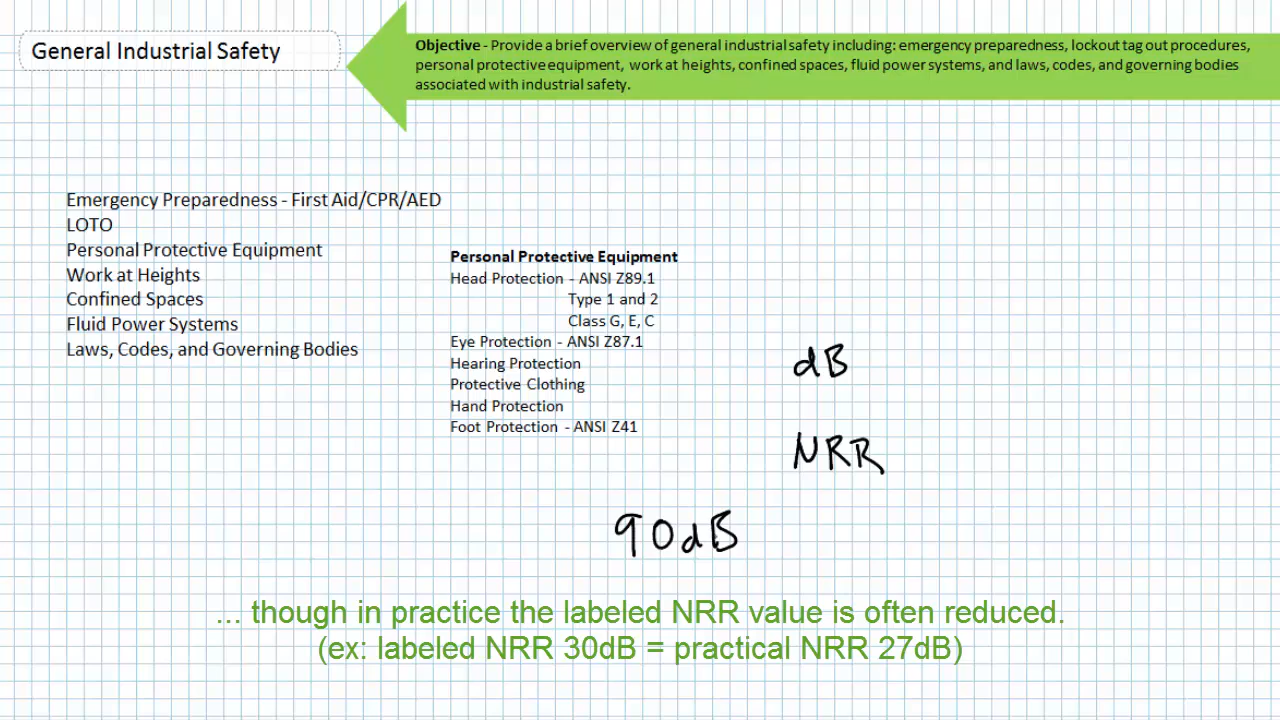 General Industrial Safety
Objective - Provide a brief overview of general industrial safety including: emergency preparedness, lockout tag out procedures,
personal protective equipment, work at heights, confined spaces, fluid power systems, and laws, codes, and governing bodies
associated with industrial safety.
Emergency Preparedness - First Aid/CPR/AED
LOTO
Personal Protective Equipment
Work at Heights
Confined Spaces
Fluid Power Systems
Laws, Codes, and Governing Bodies
Personal Protective Equipment
Head Protection - ANSI Z89.1
Type 1 and 2
Class G, E, C
Eye Protection - ANSI Z87.1
Hearing Protection
Protective Clothing
Hand Protection
Foot Protection - ANSI Z41
dB
NRR
90dB
... though in practice the labeled NRR value is often reduced.
(ex: labeled NRR 30dB = practical NRR 27dB)